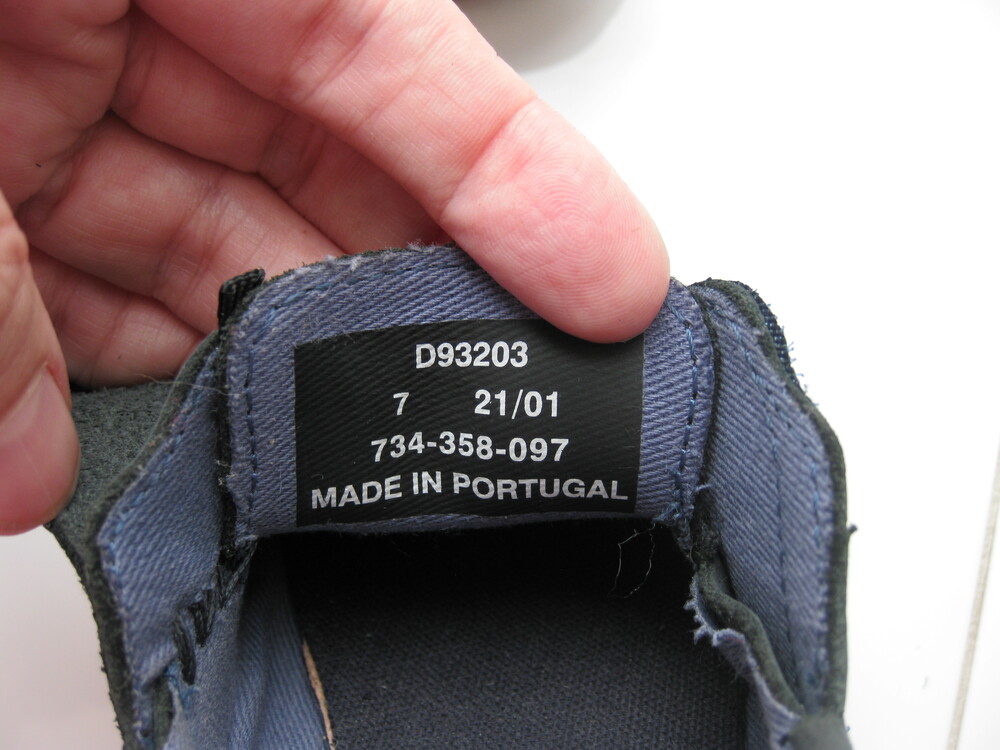 D93203
7 21/01
734-358-097
MADE IN PORTUGAL